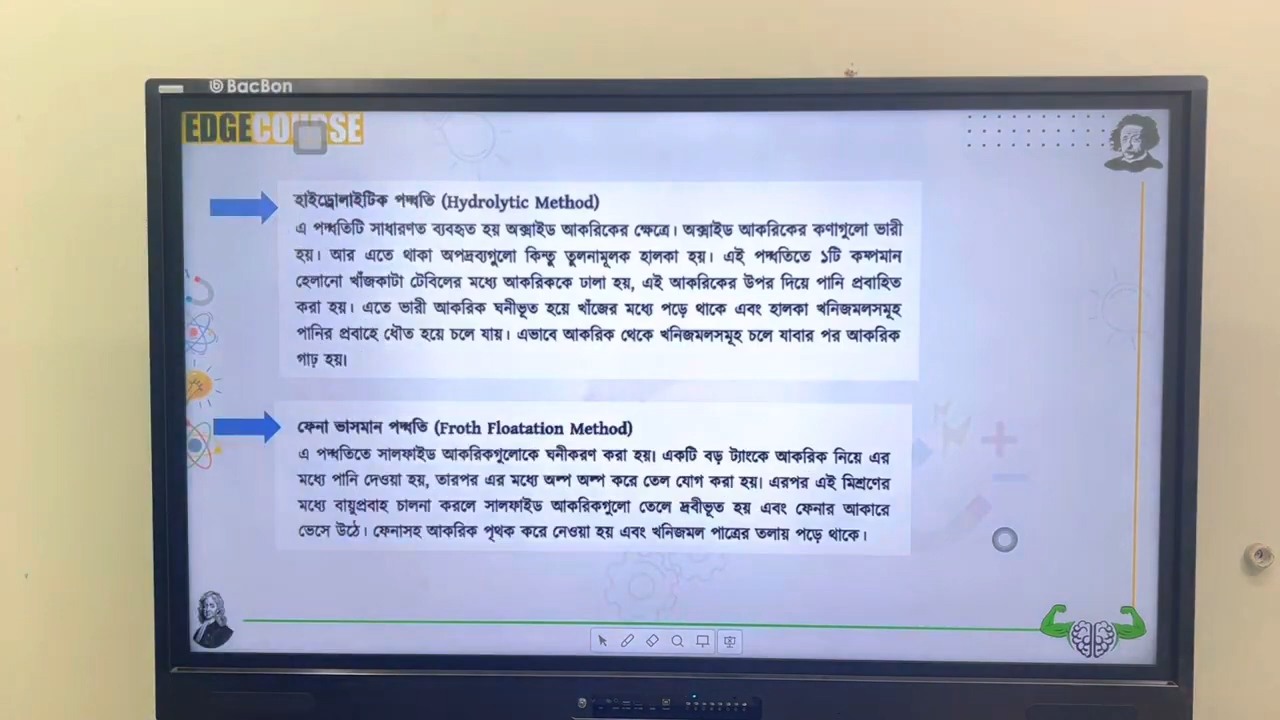 BacBon
EDGECOURSE
হাইড্রোলাইটিক পদ্ধতি (Hydrolytic Method)
এ পদ্ধতিটি সাধারণত ব্যবহৃত হয় অক্সাইড আকরিকের ক্ষেত্রে। অক্সাইড আকরিকের কণাগুলো ভারী
হয়। আর এতে থাকা অপদ্রব্যগুলো কিন্তু তুলনামূলক হালকা হয়। এই পদ্ধতিতে ১টি কম্পমান
হেলানো খাঁজকাটা টেবিলের মধ্যে আকরিককে ঢালা হয়, এই আকরিকের উপর দিয়ে পানি প্রবাহিত
করা হয়। এতে ভারী আকরিক ঘনীভূত হয়ে খাঁজের মধ্যে পড়ে থাকে এবং হালকা খনিজমলসমূহ
পানির প্রবাহে ধৌত হয়ে চলে যায়। এভাবে আকরিক থেকে খনিজমলসমূহ চলে যাবার পর আকরিক
গাঢ় হয়।
ফেনা ভাসমান পদ্ধতি (Froth Floatation Method)
এ পদ্ধতিতে সালফাইড আকরিকগুলোকে ঘনীকরণ করা হয়। একটি বড় ট্যাংকে আকরিক নিয়ে এর
মধ্যে পানি দেওয়া হয়, তারপর এর মধ্যে অল্প অল্প করে তেল যোগ করা হয়। এরপর এই মিশ্রণের
মধ্যে বায়ুপ্রবাহ চালনা করলে সালফাইড আকরিকগুলো তেলে দ্রবীভূত হয় এবং ফেনার আকারে
ভেসে উঠে। ফেনাসহ আকরিক পৃথক করে নেওয়া হয় এবং খনিজমল পাত্রের তলায় পড়ে থাকে।